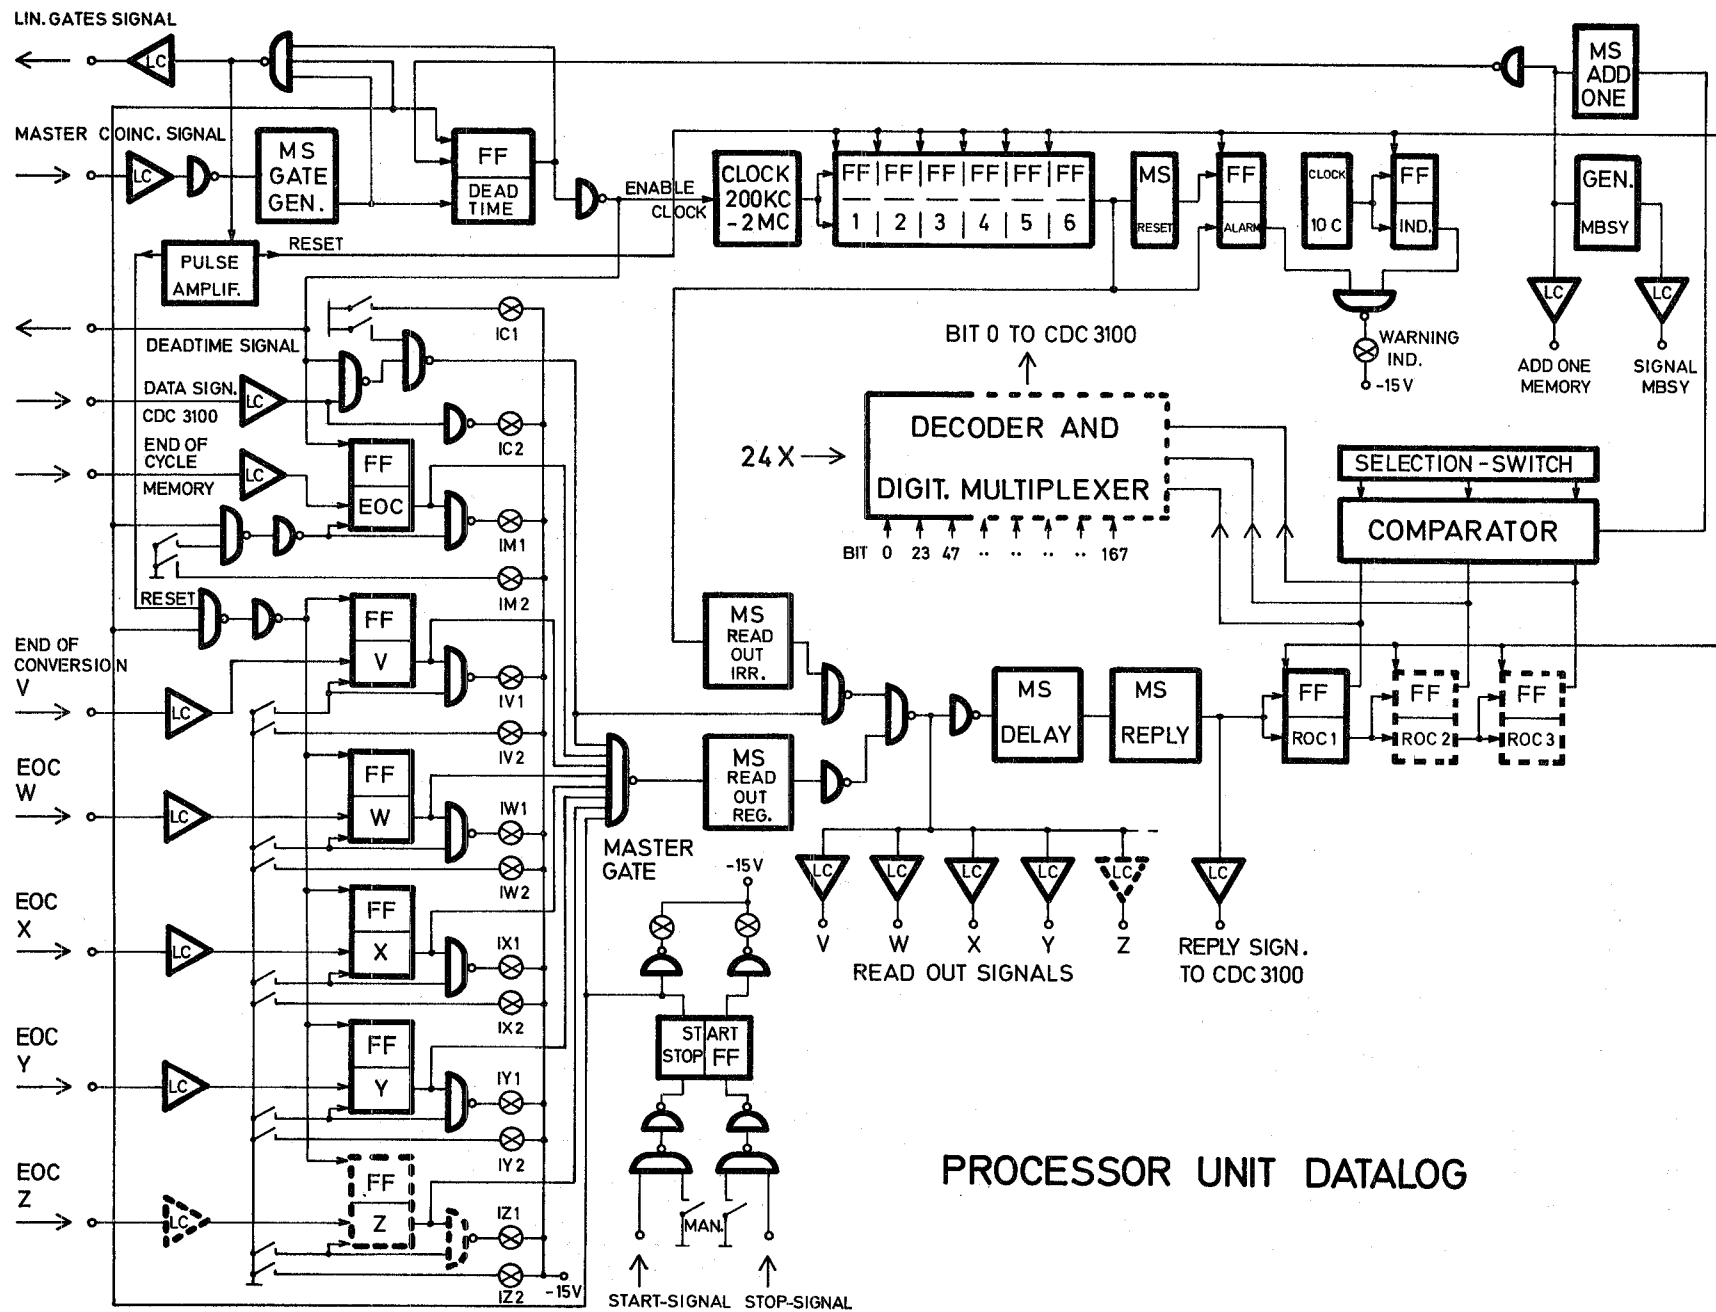 LIN. GATES SIGNAL
LC
MS
ADD
ONE
MASTER COINC. SIGNAL
LC
MS
GATE
GEN.
FF
DEAD
TIME
ENABLE
CLOCK
CLOCK
200KC
-2MC
FF FF FF FF FF FF
1 2 3 4 5 6
MS
RESET
FF
ALARM
CLOCK
10 C
FF
IND.
GEN.
MBSY
RESET
PULSE
AMPLIF.
LC
LC
IC1
DEADTIME SIGNAL
BIT 0 TO CDC 3100
WARNING
IND.
-15V
ADD ONE
MEMORY
SIGNAL
MBSY
DATA SIGN.
CDC 3100
LC
IC2
DECODER AND
DIGIT. MULTIPLEXER
24X
BIT 0 23 47 .. .. .. .. 167
SELECTION-SWITCH
COMPARATOR
END OF
CYCLE
MEMORY
LC
FF
EOC
IM1
IM2
RESET
FF
V
END OF
CONVERSION
V
LC
IV1
IV2
MS
READ
OUT
IRR.
MS
DELAY
MS
REPLY
FF
ROC1
FF
ROC2
FF
ROC3
EOC
W
LC
FF
W
IW1
IW2
MS
READ
OUT
REG.
MASTER
GATE
-15V
LC
LC
LC
LC
LC
LC
V W X Y Z
READ OUT SIGNALS
REPLY SIGN.
TO CDC3100
EOC
X
LC
FF
X
IX1
IX2
START
STOP FF
EOC
Y
LC
FF
Y
IY1
IY2
EOC
Z
LC
FF
Z
IZ1
IZ2
-15V
MAN.
START-SIGNAL STOP-SIGNAL
PROCESSOR UNIT DATALOG